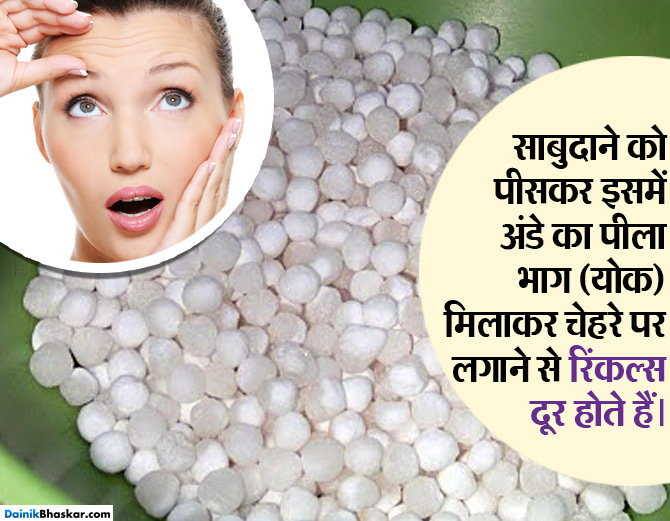 साबुदाने को
पीसकर इसमें
अंडे का पीला
भाग (योक)
मिलाकर चेहरे पर
लगाने से रिंकल्स
दूर होते हैं।
DainikBhaskar.com